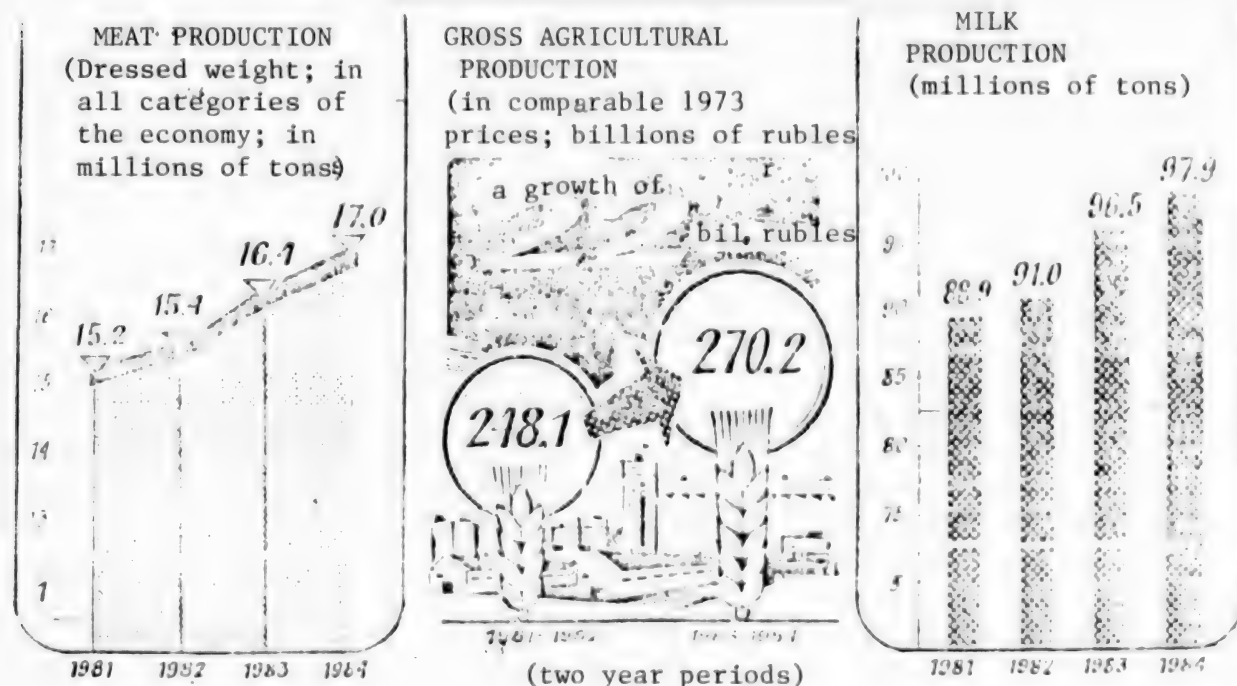 MEAT PRODUCTION
(Dressed weight; in
all categories of
the economy; in
millions of tons)
17.0
16.4
15.4
15.2
14
1981 1982 1983 1984
GROSS AGRICULTURAL
PRODUCTION
(in comparable 1973
prices; billions of rubles
a growth of
bil, rubles
270.2
(two year periods)
MILK
PRODUCTION
(millions of tons)
97.9
96.5
91.0
88.9
90
85
80
75
1981 1982 1983 1984